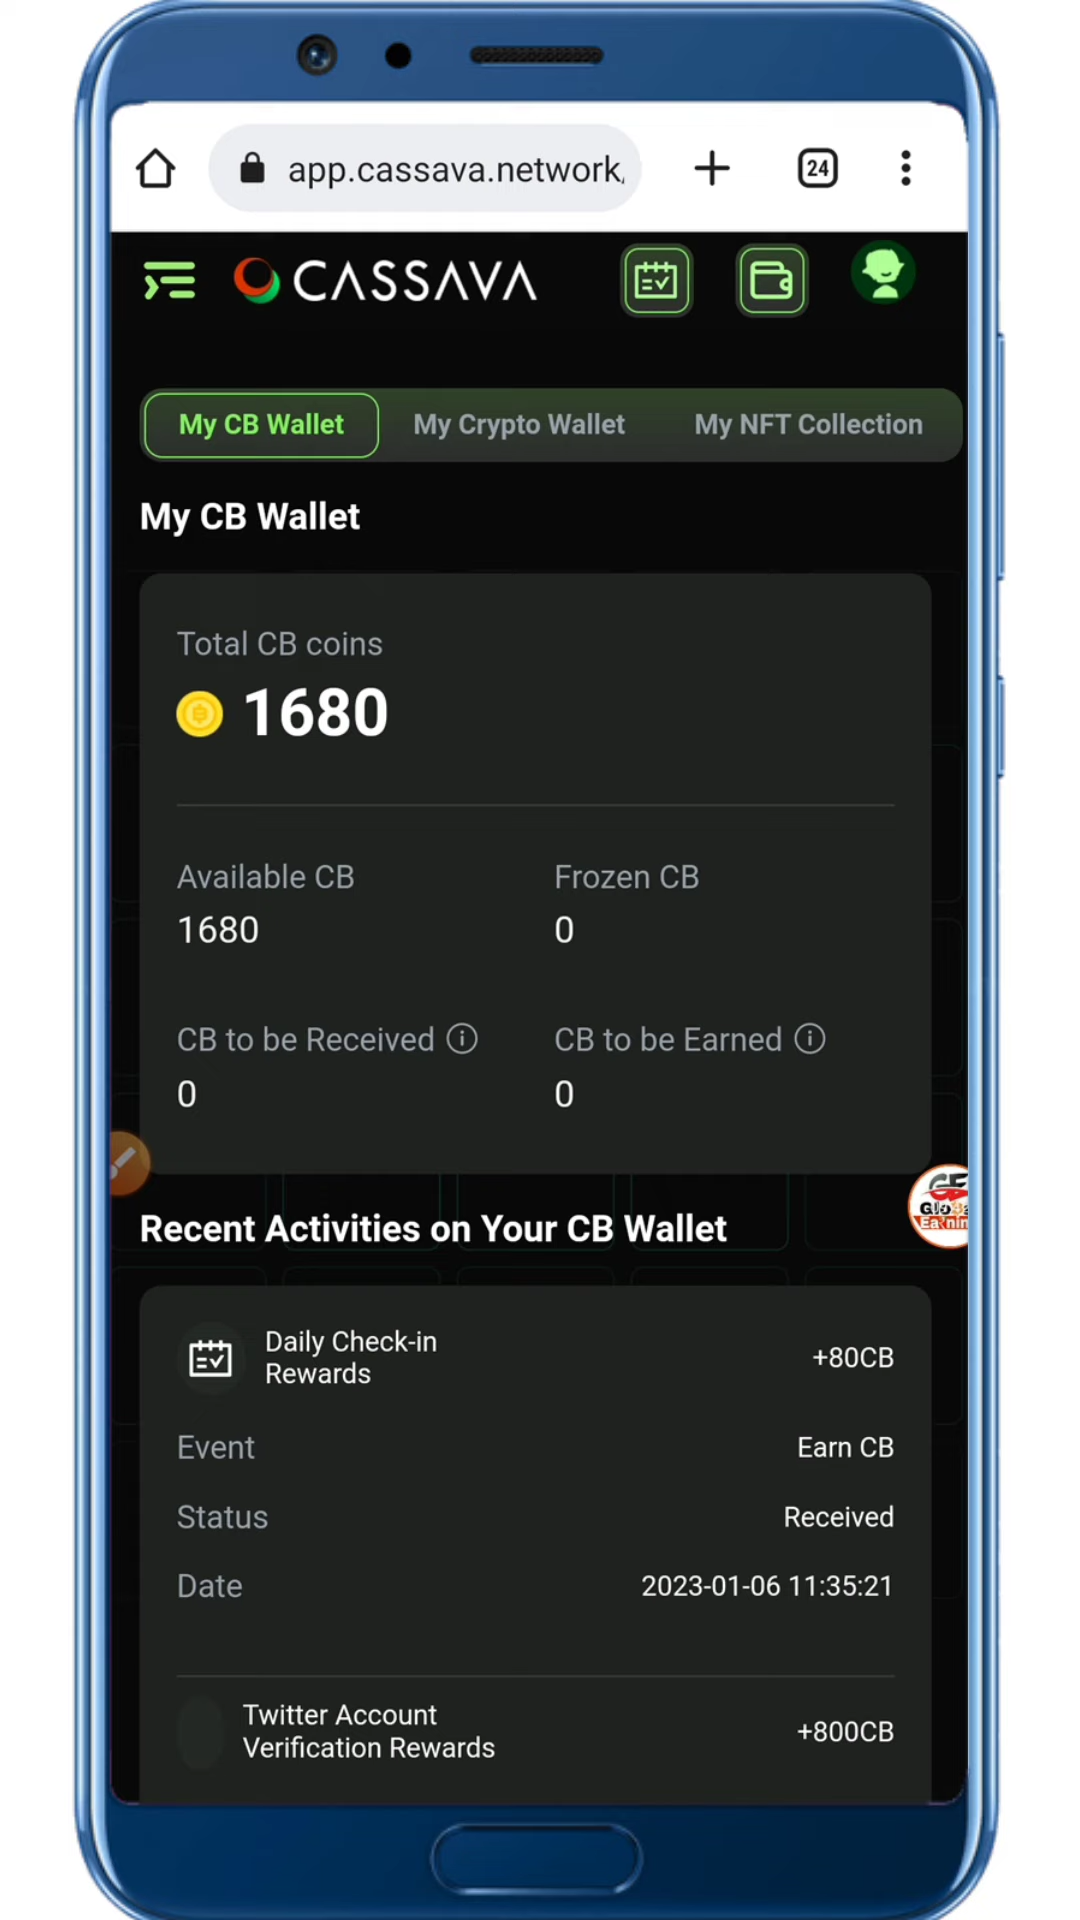 app.cassava.network,
24
CASSAVA
My CB Wallet
My Crypto Wallet
My NFT Collection
My CB Wallet
Total CB coins
1680
Available CB
Frozen CB
1680
0
CB to be Received
CB to be Earned
0
0
GE
Recent Activities on Your CB Wallet
Daily Check-in
Rewards
+80CB
Event
Earn CB
Status
Received
Date
2023-01-06 11:35:21
Twitter Account
Verification Rewards
+800CB